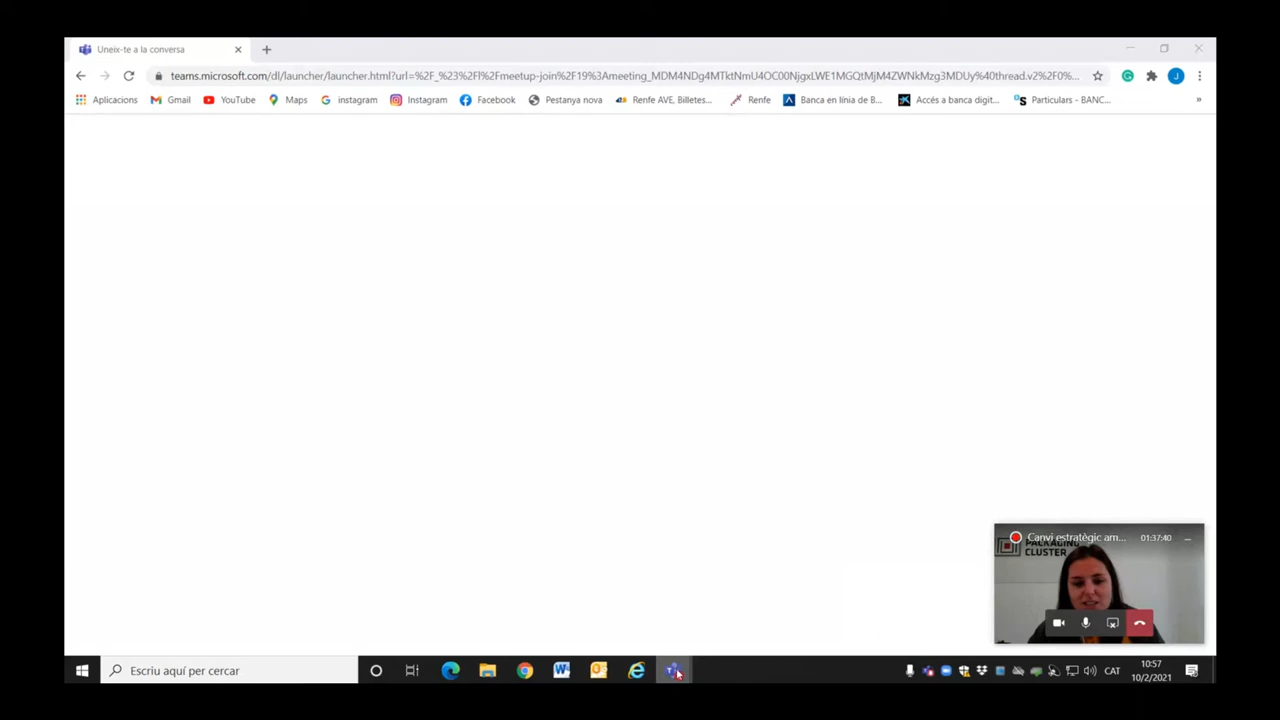 Uneix-te a la conversa
teams.microsoft.com/dl/launcher/launcher.html?url=%2F_%23%2Fl%2Fmeetup-join%2F19%3Ameeting_MDM4NDg4MTktNmU4OC00NjgxLWE1MGQtMjM4ZWNkMzg3MDUy%40thread.v2%2F0%...
Aplicacions Gmail YouTube Maps instagram Instagram Facebook Pestanya nova Renfe AVE, Billetes... Renfe Banca en línia de B... Accés a banca digit... Particulars - BANC... »
Canvi estratègic am... 01:37:40
PACKAGING
CLUSTER
Escriu aquí per cercar
CAT
10:57
10/2/2021